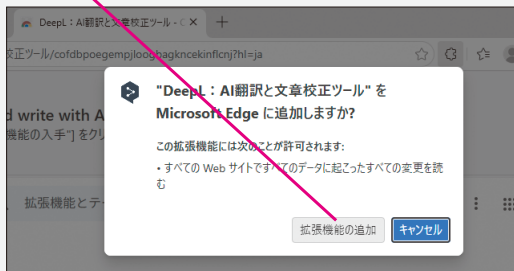 DeepL：AI翻訳と文章校正ツール - C
校正ツール/cofdbpoegempjloogbagkncekinflcnj?hl=ja
"DeepL：AI翻訳と文章校正ツール" を
Microsoft Edge に追加しますか?
d write with A
機能の入手"] をクリ
この拡張機能には次のことが許可されます:
• すべての Web サイトですべてのデータに起こったすべての変更を読
む
拡張機能とテ
拡張機能の追加
キャンセル